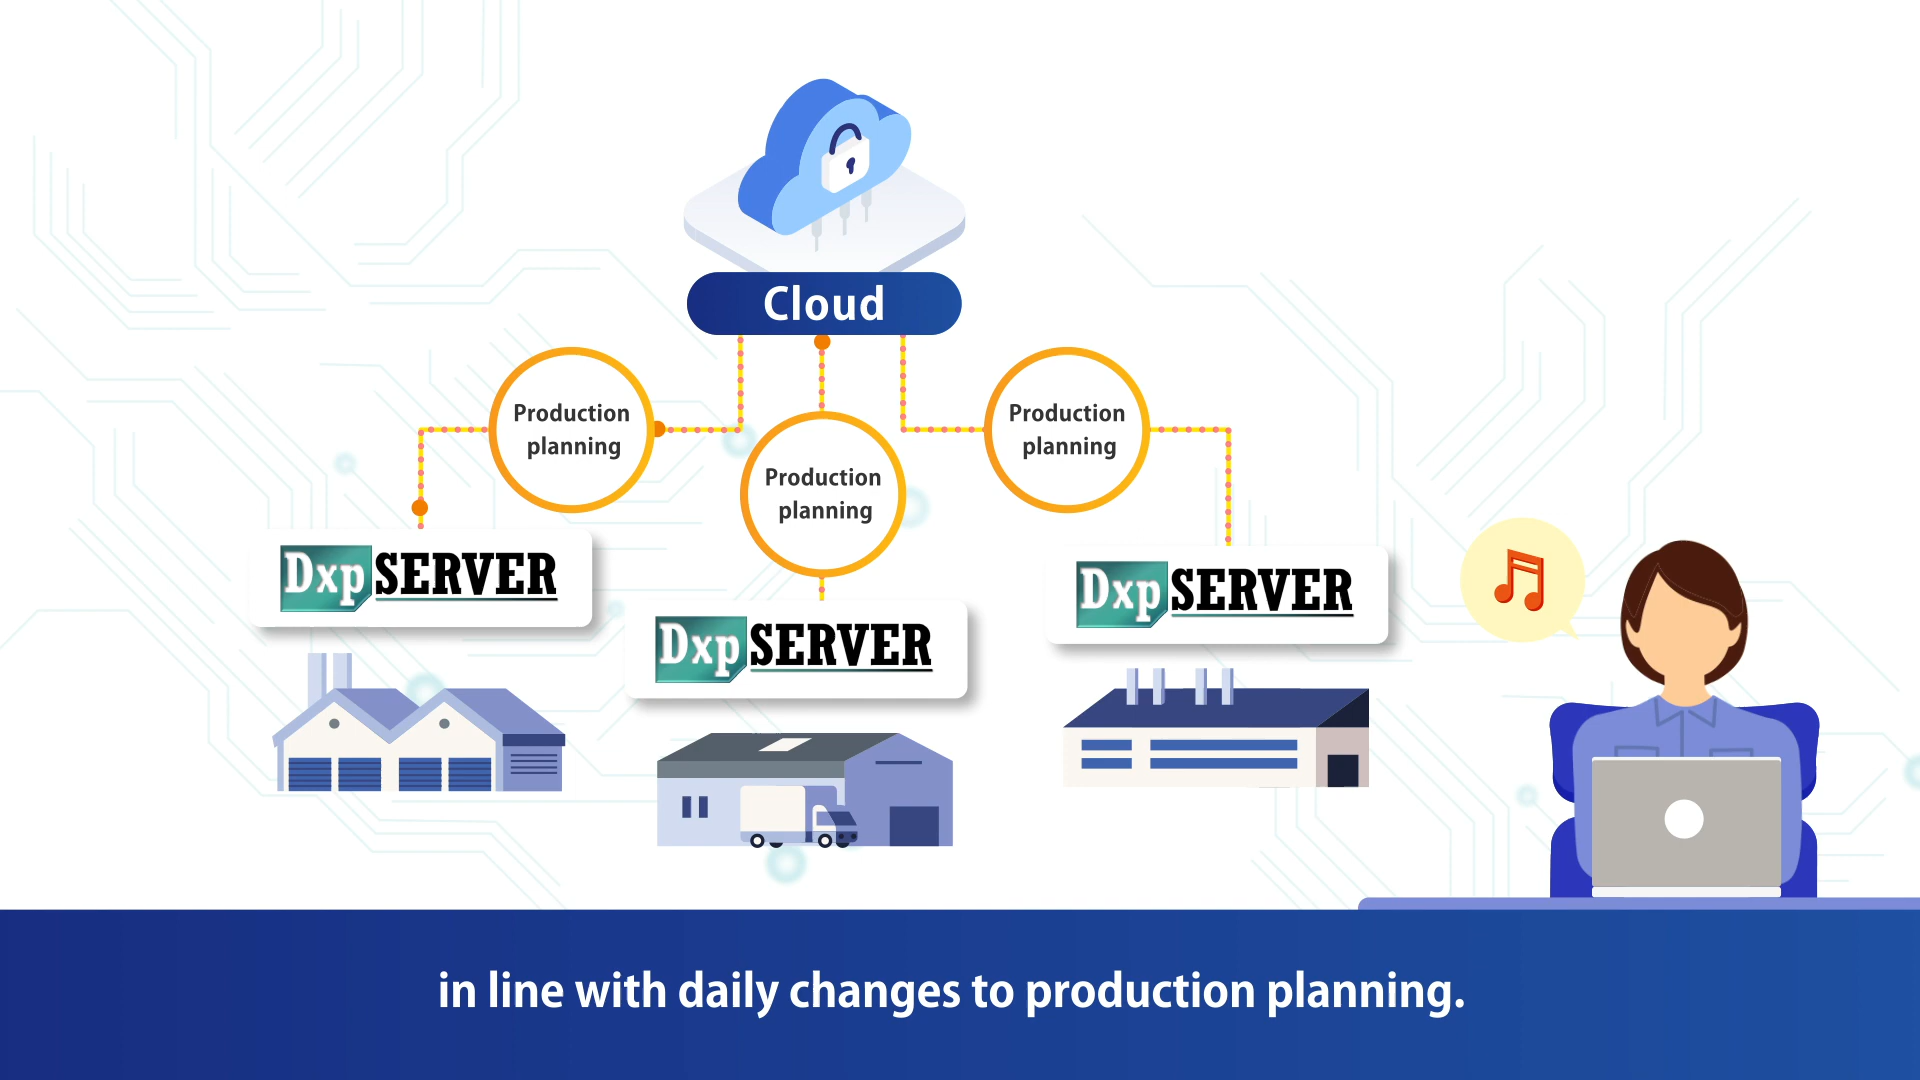 Cloud
Production
planning
Production
planning
Production
planning
Dxp SERVER
Dxp SERVER
Dxp SERVER
in line with daily changes to production planning.